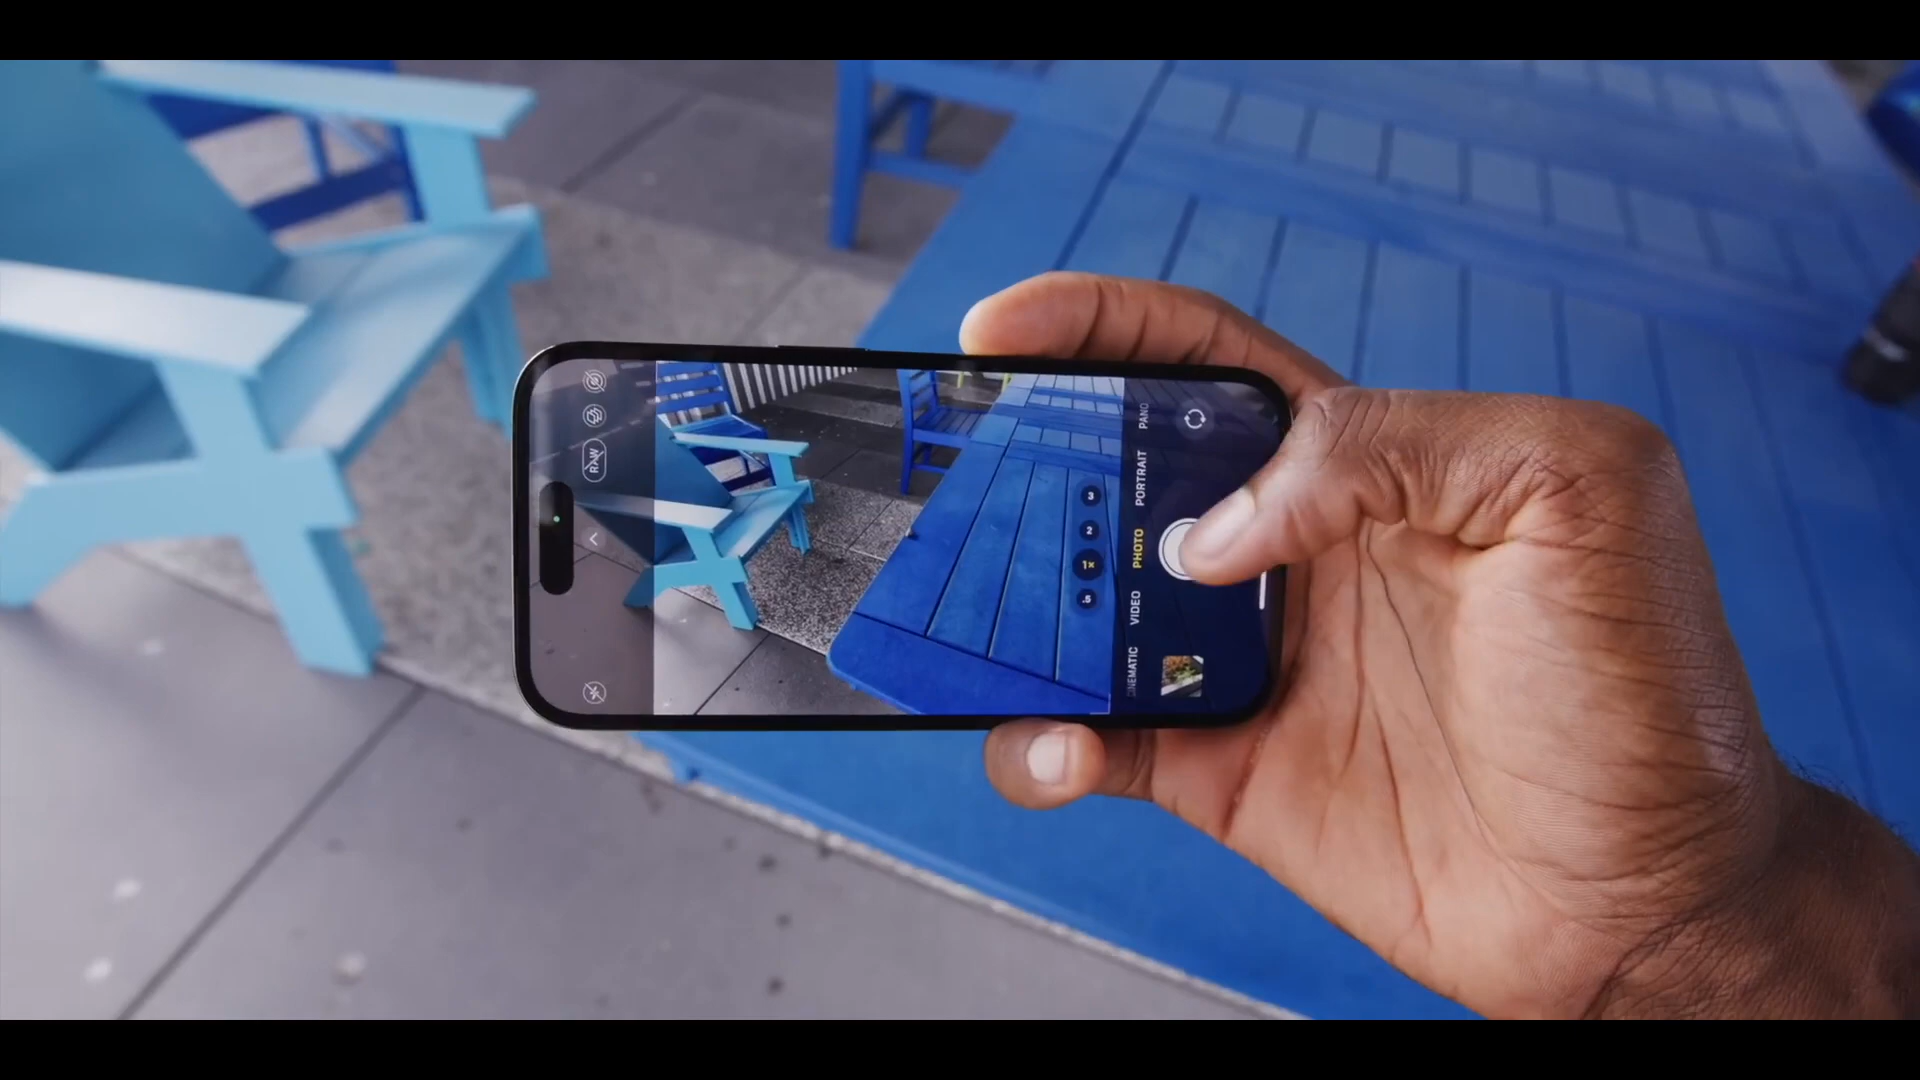 RAW
3
2
1×
.5
PANO
PORTRAIT
PHOTO
VIDEO
CINEMATIC